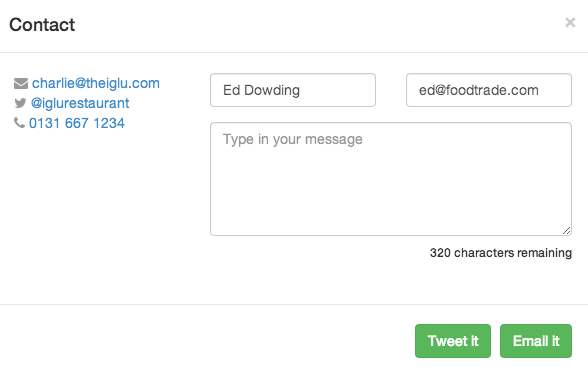 Contact
×
charlie@theiglu.com
@iglurestaurant
0131 667 1234
Ed Dowding
ed@foodtrade.com
Type in your message
320 characters remaining
Tweet it
Email it